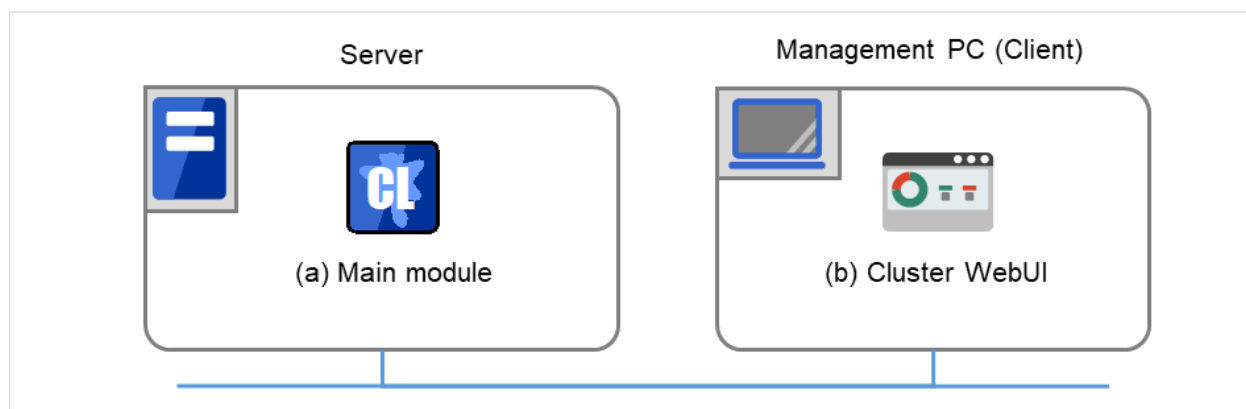 Server
Management PC (Client)
CL
(a) Main module
(b) Cluster WebUI